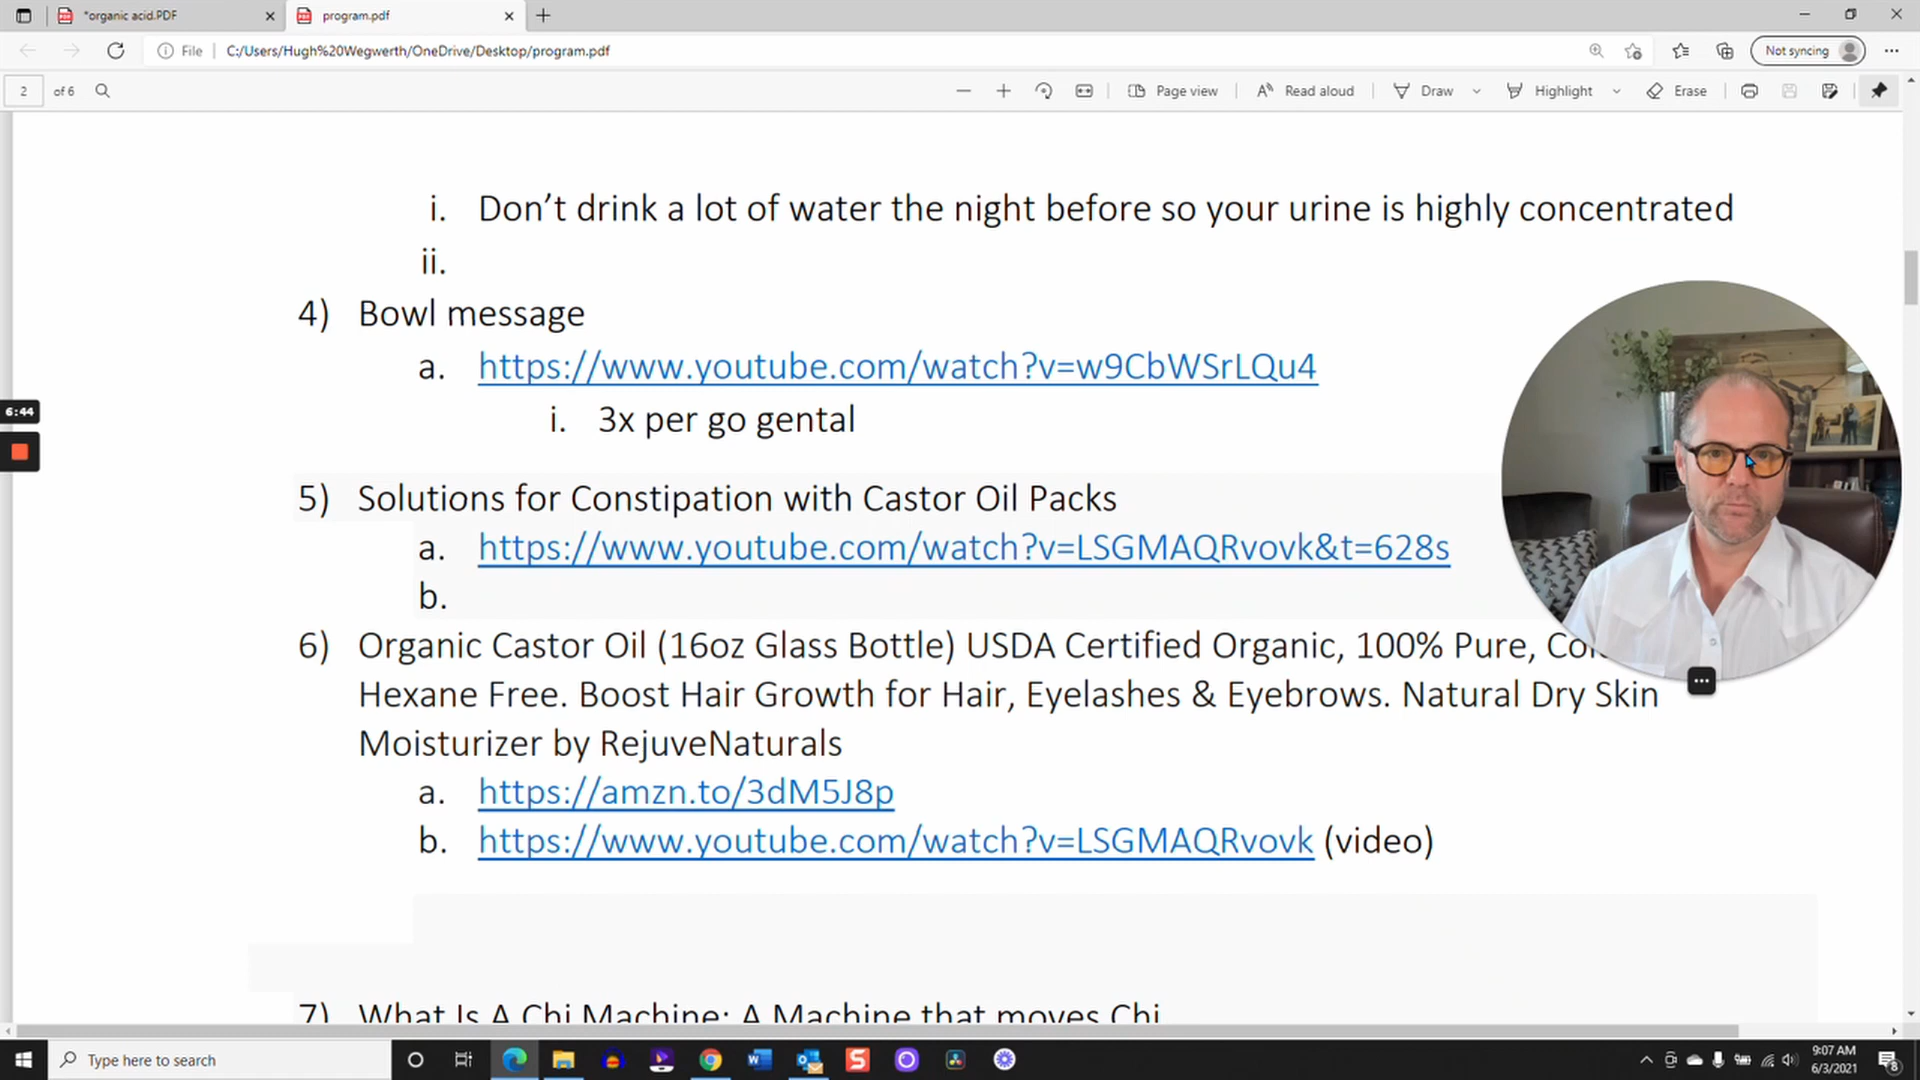 *organic acid.PDF
program.pdf
File
C:/Users/Hugh%20Wegwerth/OneDrive/Desktop/program.pdf
Not syncing
2 of 6
Page view
Read aloud
Draw
Highlight
Erase
i. Don’t drink a lot of water the night before so your urine is highly concentrated
ii.
4) Bowl message
a. https://www.youtube.com/watch?v=w9CbWSrLQu4
i. 3x per go gental
6:44
5) Solutions for Constipation with Castor Oil Packs
a. https://www.youtube.com/watch?v=LSGMAQRvovk&t=628s
b.
6) Organic Castor Oil (16oz Glass Bottle) USDA Certified Organic, 100% Pure,
Hexane Free. Boost Hair Growth for Hair, Eyelashes & Eyebrows. Natural Dry Skin
Moisturizer by RejuveNaturals
a. https://amzn.to/3dM5J8p
b. https://www.youtube.com/watch?v=LSGMAQRvovk (video)
7) What Is A Chi Machine: A Machine that moves Chi
Type here to search
9:07 AM
6/3/2021
8